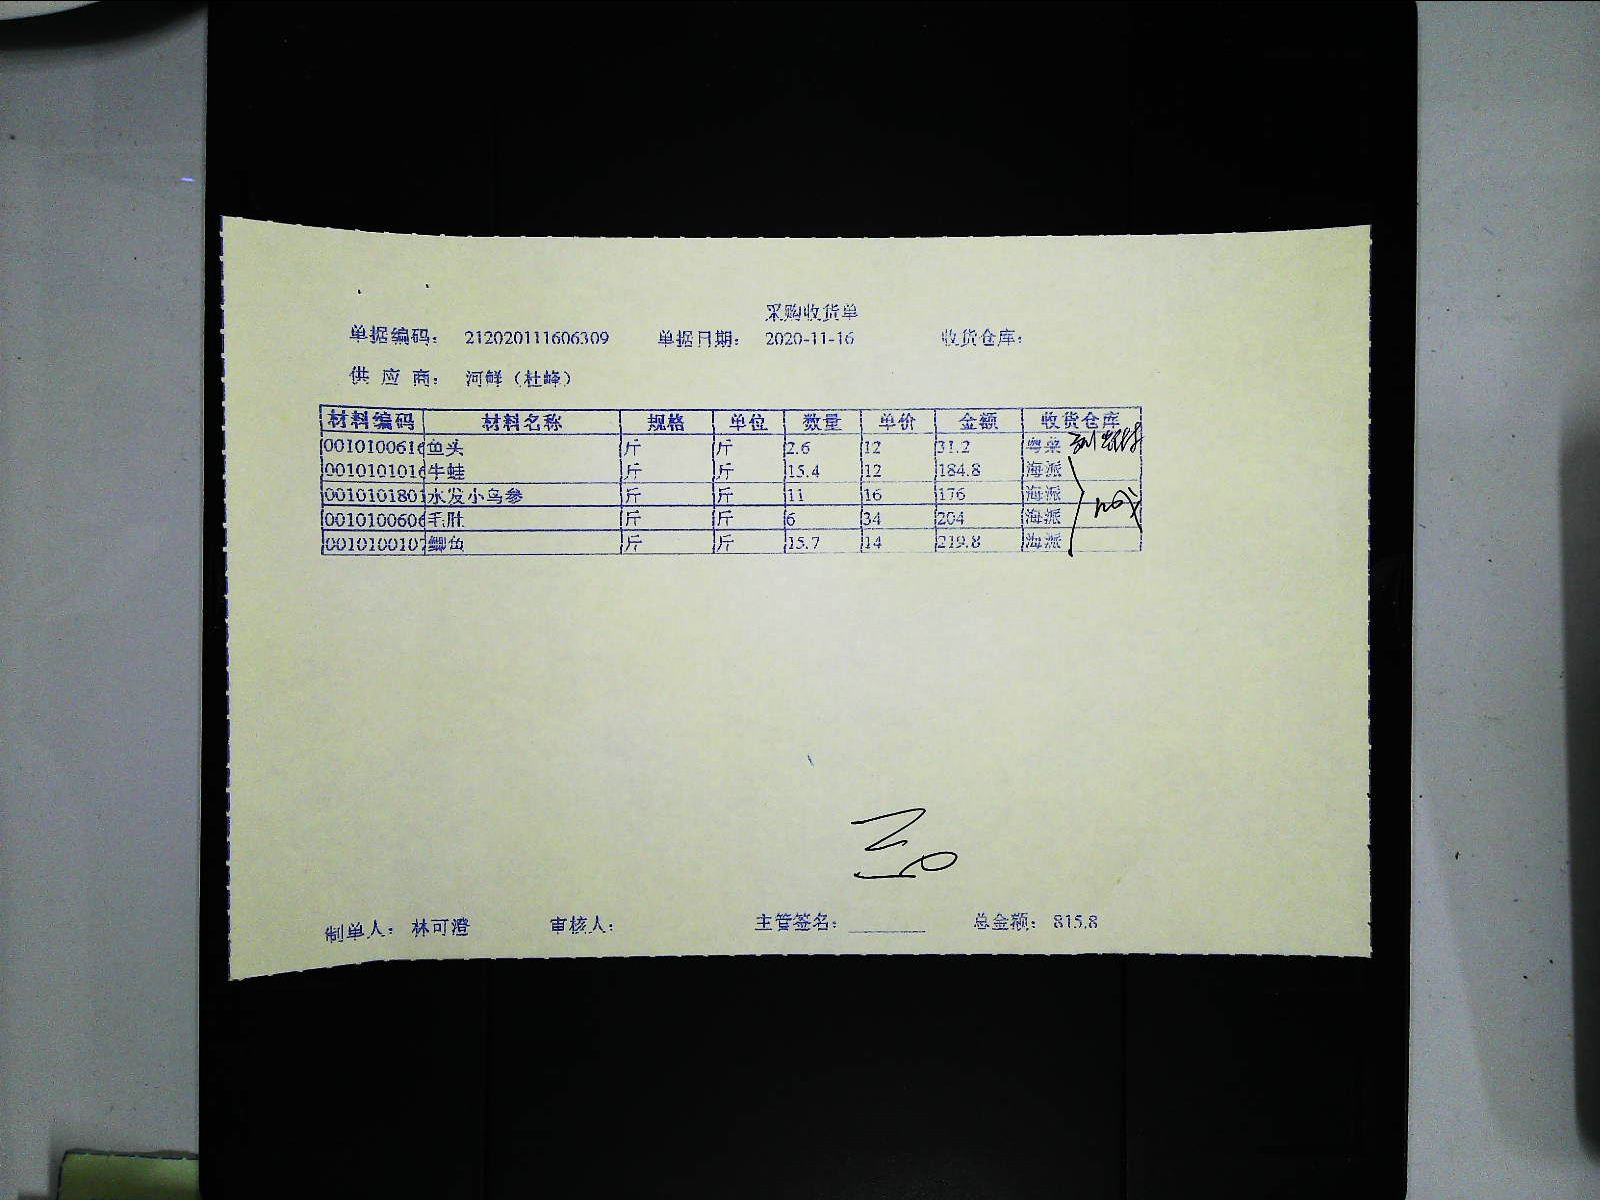 采购收货单
单据编码： 212020111606309 单据日期： 2020-11-16 收货仓库：
供 应 商： 河鲜（杜峰）
材料编码 材料名称 规格 单位 数量 单价 金额 收货仓库
001010061 鱼头 斤 斤 2.6 12 31.2 粤菜
001010101 牛蛙 斤 斤 15.4 12 184.8 海派
001010180 水发小乌参 斤 斤 11 16 176 海派
001010060 毛肚 斤 斤 6 34 204 海派
001010010 鲫鱼 斤 斤 15.7 14 219.8 海派
制单人： 林可澄 审核人： 主管签名： 总金额： 815.8